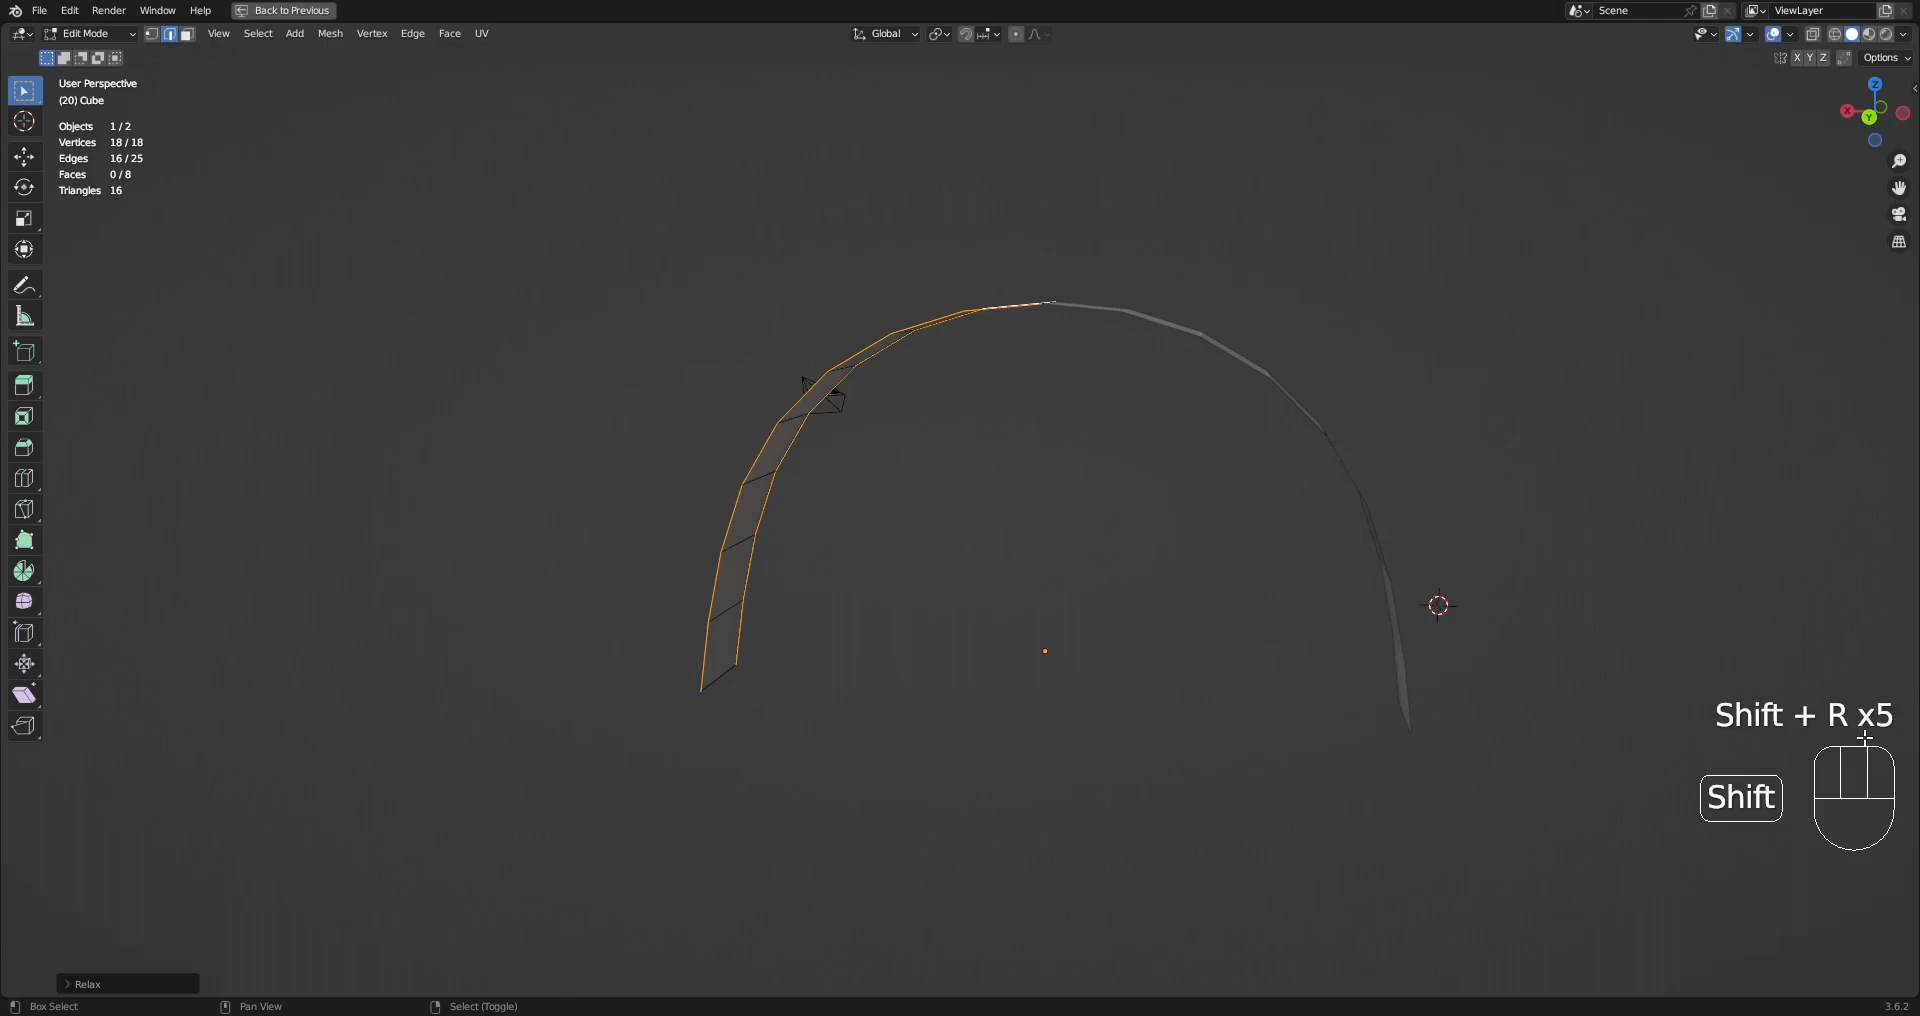 File Edit Render Window Help Back to Previous Scene ViewLayer
Edit Mode View Select Add Mesh Vertex Edge Face UV Global
X Y Z Options
User Perspective
(20) Cube
Objects 1 / 2
Vertices 18 / 18
Edges 16 / 25
Faces 0 / 8
Triangles 16
Z
X
Y
Shift + R x5
Shift
Relax
Box Select Pan View Select (Toggle) 3.6.2